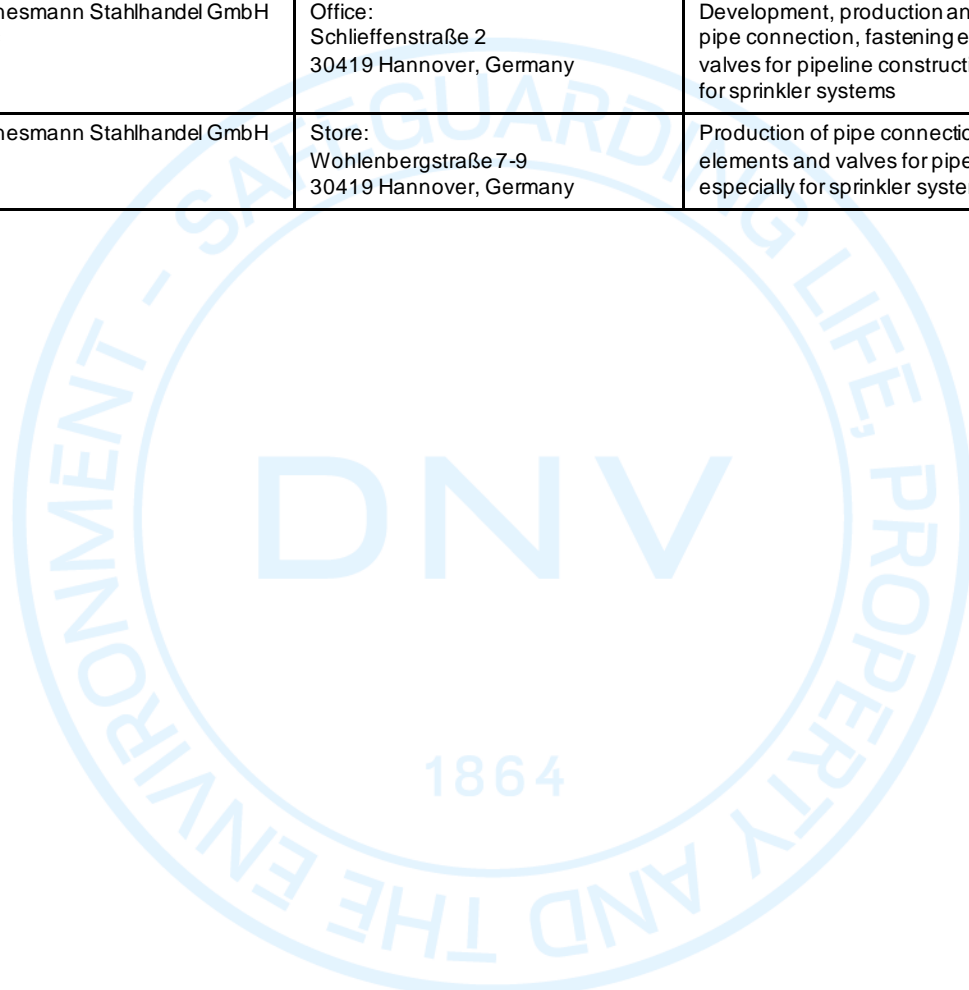 nesmann Stahlhandel GmbH
Office:
Schlieffenstraße 2
30419 Hannover, Germany
Development, production an
pipe connection, fastening e
valves for pipeline constructi
for sprinkler systems
nesmann Stahlhandel GmbH
Store:
Wohlenbergstraße 7-9
30419 Hannover, Germany
Production of pipe connectio
elements and valves for pipe
especially for sprinkler syste
SAFEGUARDING LIFE, PROPERTY AND THE ENVIRONMENT -
DNV
1864